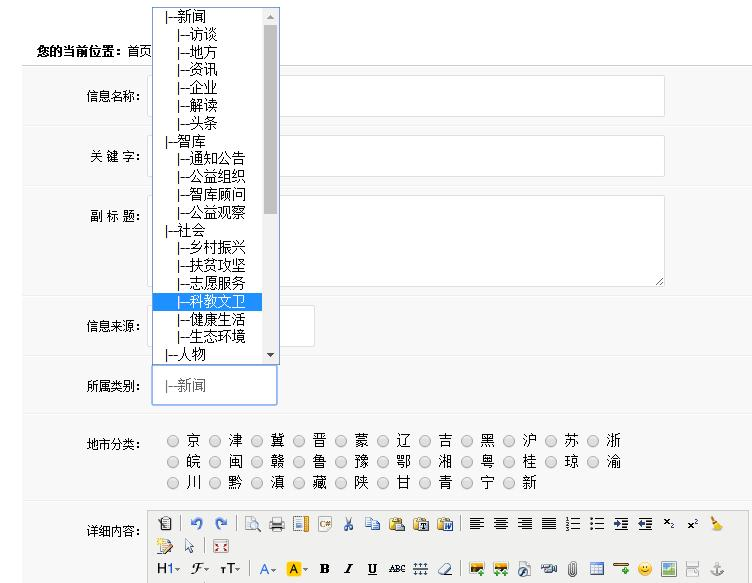 |--新闻
|--访谈
|--地方
|--资讯
|--企业
|--解读
|--头条
|--智库
|--通知公告
|--公益组织
|--智库顾问
|--公益观察
|--社会
|--乡村振兴
|--扶贫攻坚
|--志愿服务
|--科教文卫
|--健康生活
|--生态环境
|--人物
您的当前位置：首页
信息名称：
关 键 字：
副 标 题：
信息来源：
所属类别： |--新闻
地市分类： 京 津 冀 晋 蒙 辽 吉 黑 沪 苏 浙
皖 闽 赣 鲁 豫 鄂 湘 粤 桂 琼 渝
川 黔 滇 藏 陕 甘 青 宁 新
详细内容：
H1 F тT A A B I U ABC